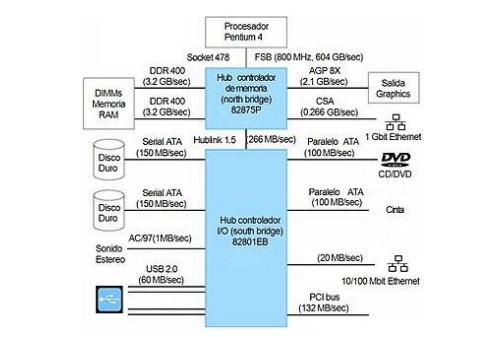 Procesador
Pentium 4
Socket 478
FSB (800 MHz, 604 GB/sec)
DDR 400
(3.2 GB/sec)
Hub controlador
de memoria
(north bridge)
82875P
AGP 8X
(2.1 GB/sec)
Salida
Graphics
DIMMs
Memoria
RAM
DDR 400
(3.2 GB/sec)
CSA
(0.266 GB/sec)
1 Gbit Ethernet
Serial ATA
(150 MB/sec)
Hublink 1.5
(266 MB/sec)
Paralelo ATA
(100 MB/sec)
Disco
Duro
DVD
CD/DVD
Serial ATA
(150 MB/sec)
Paralelo ATA
(100 MB/sec)
Disco
Duro
Hub controlador
I/O (south bridge)
82801EB
Cinta
AC/97(1MB/sec)
Sonido
Estereo
(20 MB/sec)
10/100 Mbit Ethernet
USB 2.0
(60 MB/sec)
PCI bus
(132 MB/sec)